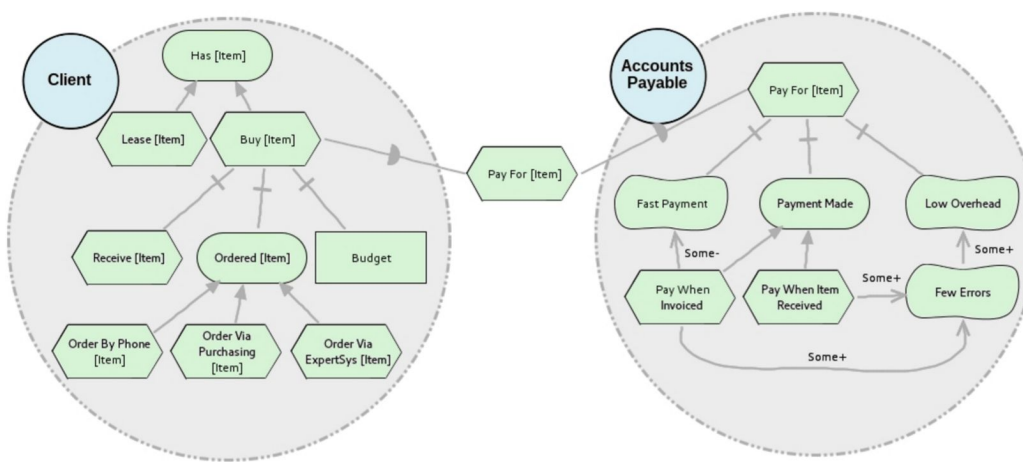 Client
Has [Item]
Lease [Item]
Buy [Item]
Receive [Item]
Ordered [Item]
Budget
Order By Phone
[Item]
Order Via
Purchasing
[Item]
Order Via
ExpertSys [Item]
Pay For [Item]
Accounts
Payable
Pay For [Item]
Fast Payment
Payment Made
Low Overhead
Some-
Some+
Pay When
Invoiced
Pay When Item
Received
Some+
Few Errors
Some+